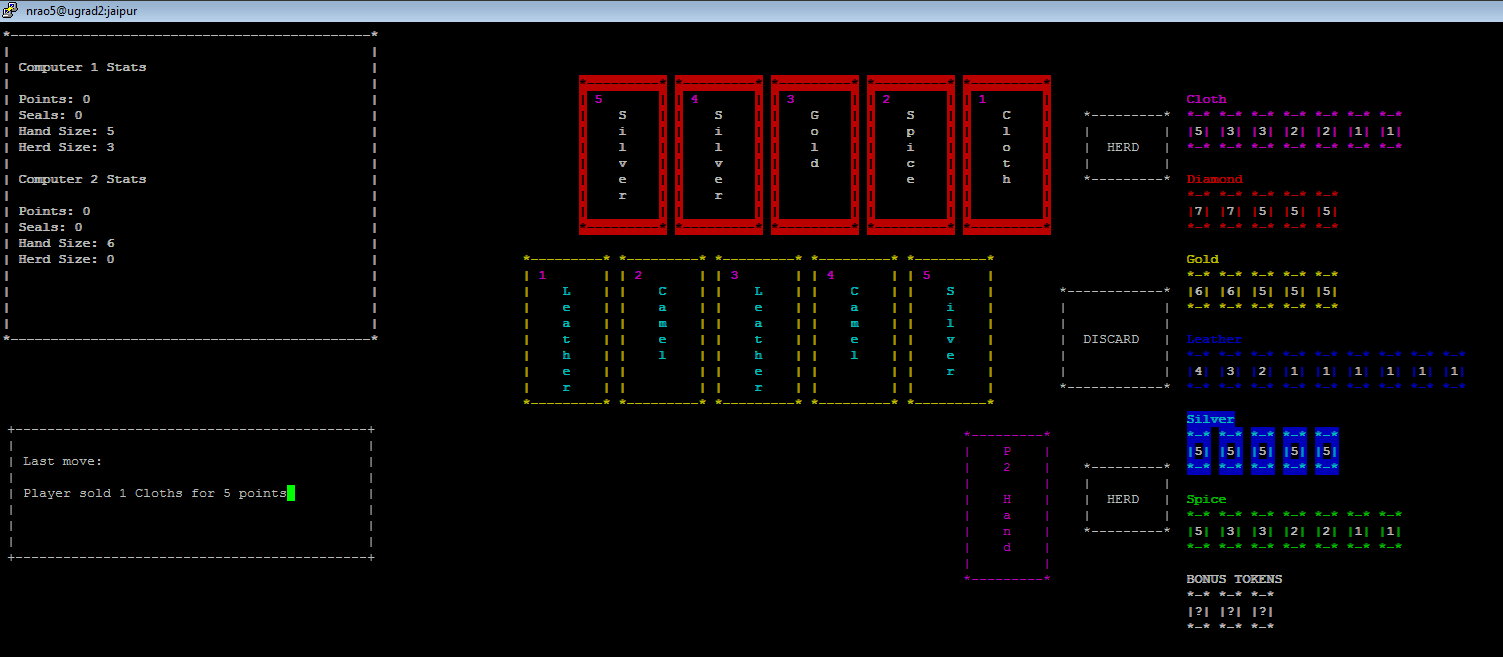 nrao5@ugrad2:jaipur
Computer 1 Stats
Points: 0
Seals: 0
Hand Size: 5
Herd Size: 3
Computer 2 Stats
Points: 0
Seals: 0
Hand Size: 6
Herd Size: 0
Last move:
Player sold 1 Cloths for 5 points
5 Silver
4 Silver
3 Gold
2 Spice
1 Cloth
HERD
1 Leather
2 Camel
3 Leather
4 Camel
5 Silver
DISCARD
P2 Hand
HERD
Cloth
|5| |3| |3| |2| |2| |1| |1|
Diamond
|7| |7| |5| |5| |5|
Gold
|6| |6| |5| |5| |5|
Leather
|4| |3| |2| |1| |1| |1| |1| |1| |1|
Silver
|5| |5| |5| |5| |5|
Spice
|5| |3| |3| |2| |2| |1| |1|
BONUS TOKENS
|?| |?| |?|